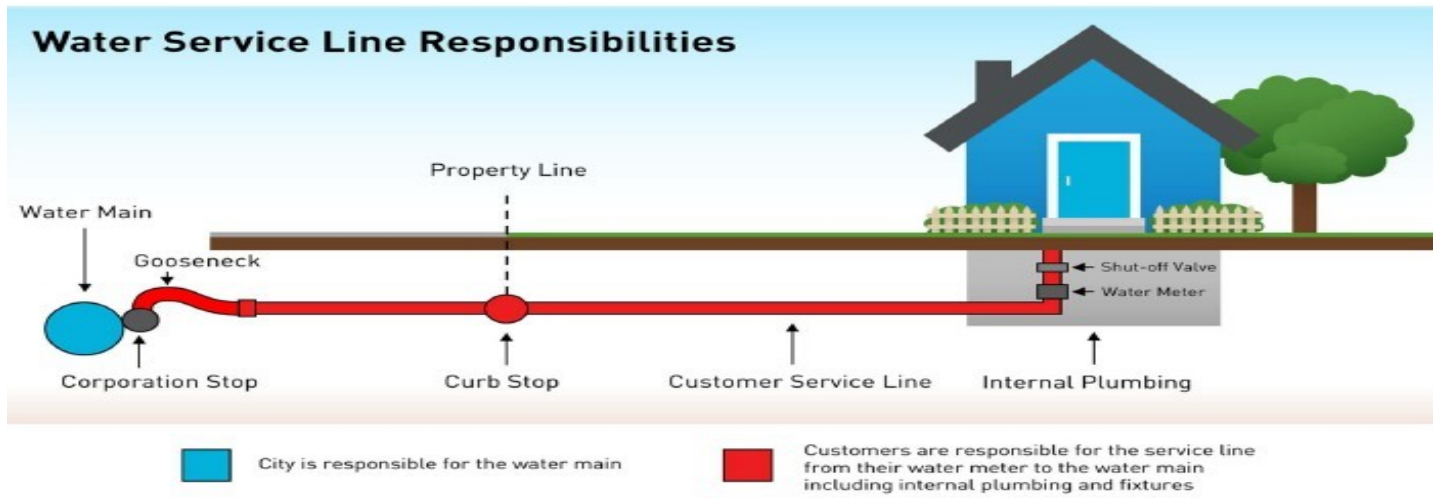 Water Service Line Responsibilities
Property Line
Water Main
Gooseneck
Shut-off Valve
Water Meter
Corporation Stop
Curb Stop
Customer Service Line
Internal Plumbing
City is responsible for the water main
Customers are responsible for the service line
from their water meter to the water main
including internal plumbing and fixtures